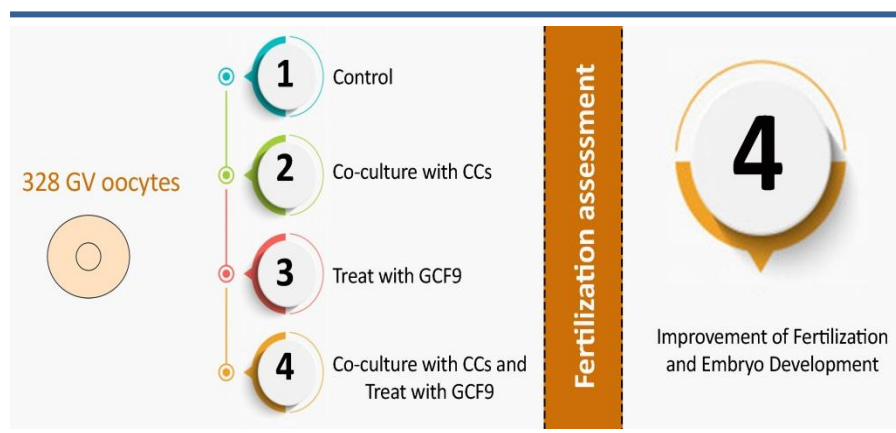 328 GV oocytes
1
Control
2
Co-culture with CCs
3
Treat with GCF9
4
Co-culture with CCs and
Treat with GCF9
Fertilization assessment
4
Improvement of Fertilization
and Embryo Development